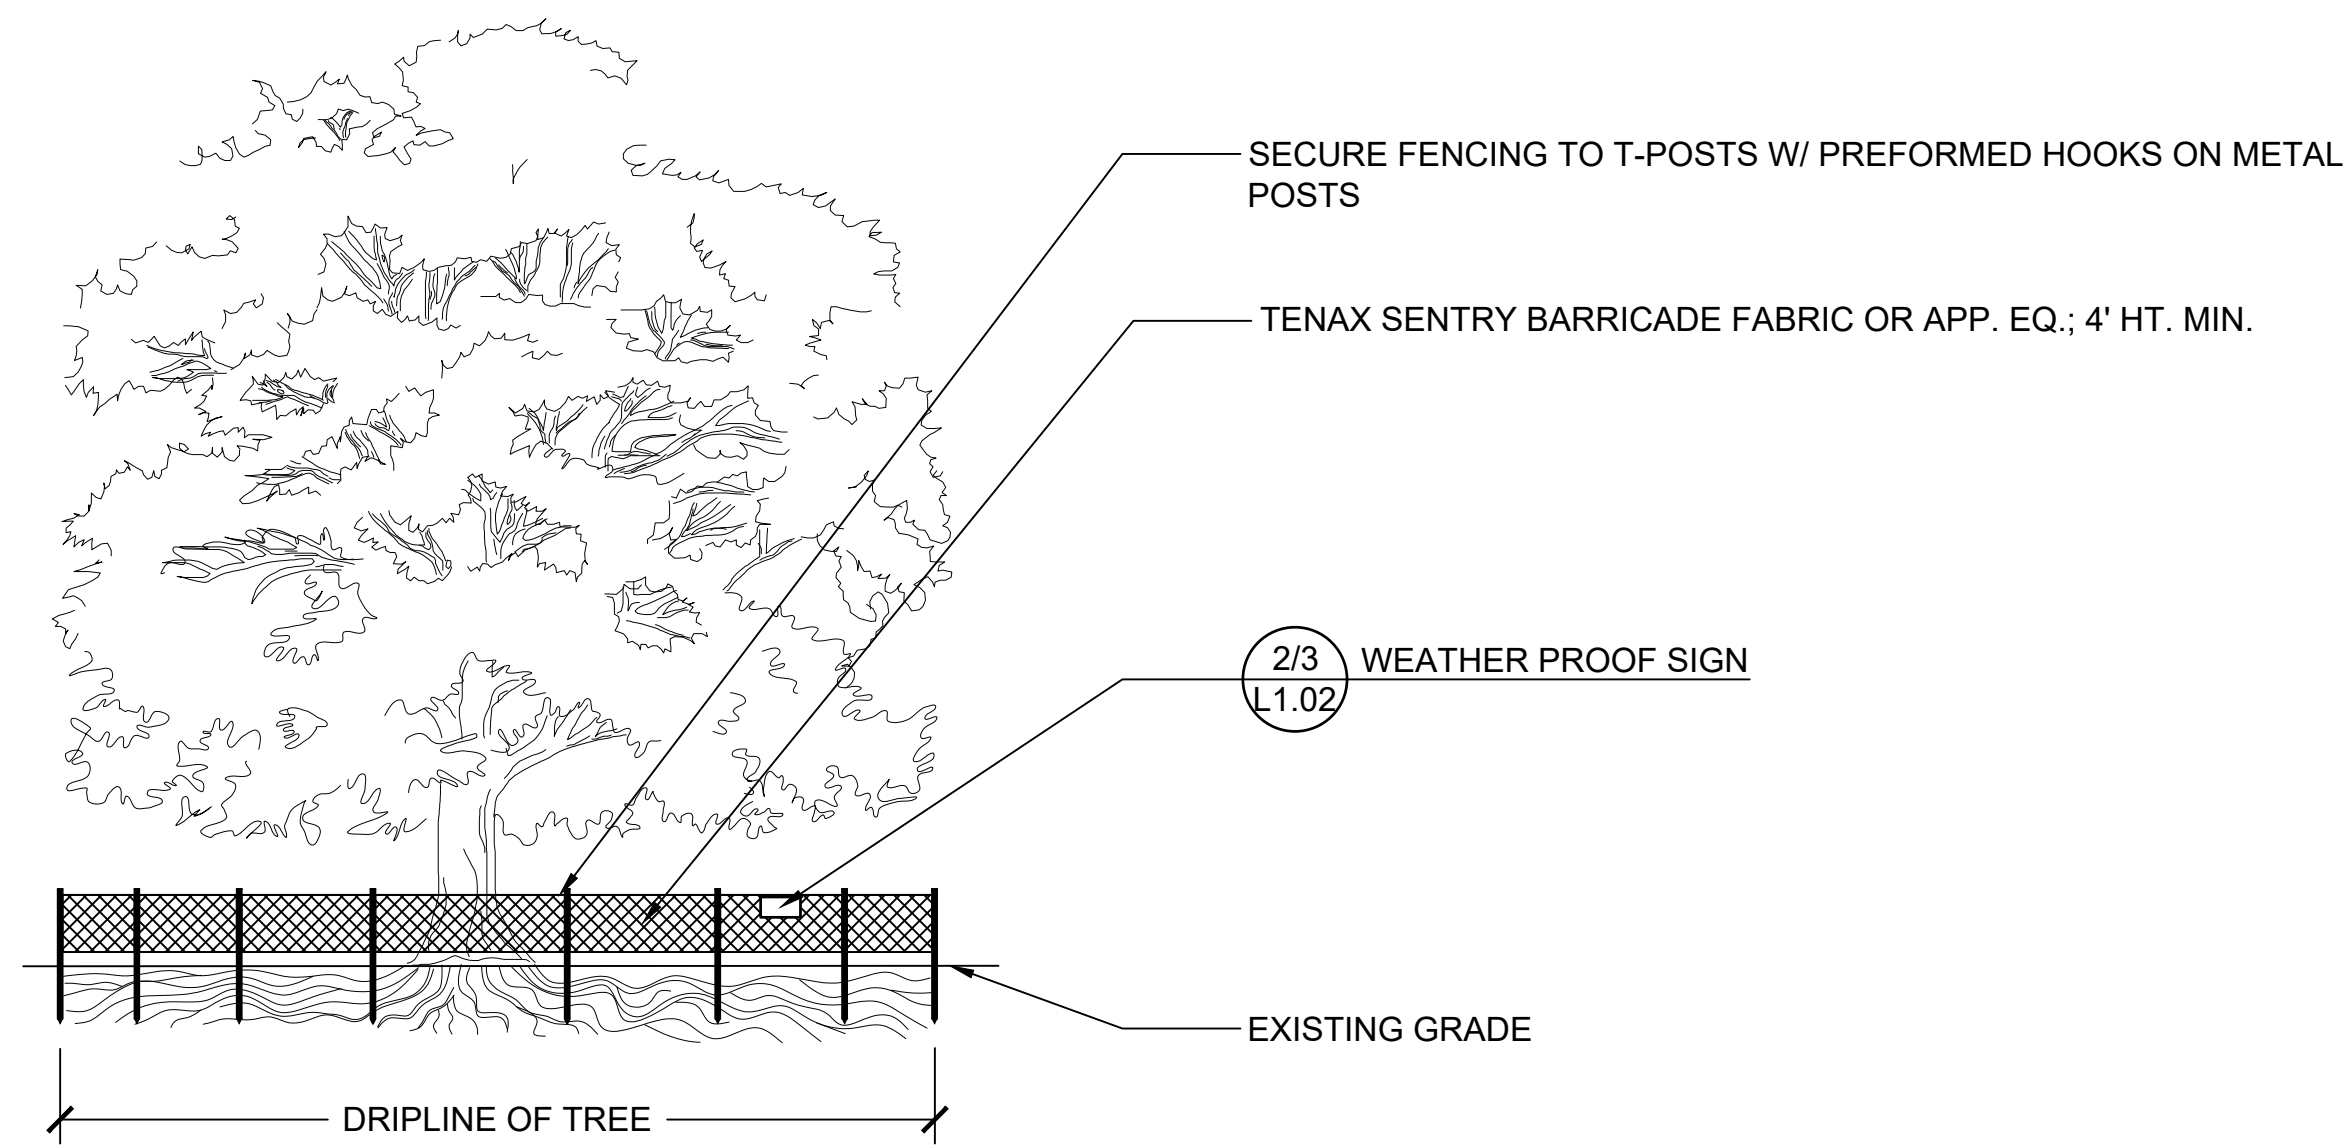 SECURE FENCING TO T-POSTS W/ PREFORMED HOOKS ON METAL
POSTS
TENAX SENTRY BARRICADE FABRIC OR APP. EQ.; 4' HT. MIN.
2/3
L1.02
WEATHER PROOF SIGN
EXISTING GRADE
DRIPLINE OF TREE